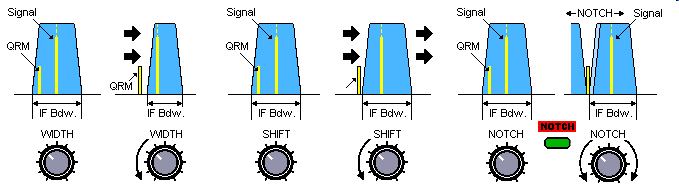 Signal
QRM
IF Bdw.
WIDTH
QRM
IF Bdw.
WIDTH
Signal
QRM
IF Bdw.
SHIFT
IF Bdw.
SHIFT
Signal
QRM
IF Bdw.
NOTCH
NOTCH
NOTCH
Signal
IF Bdw.
NOTCH